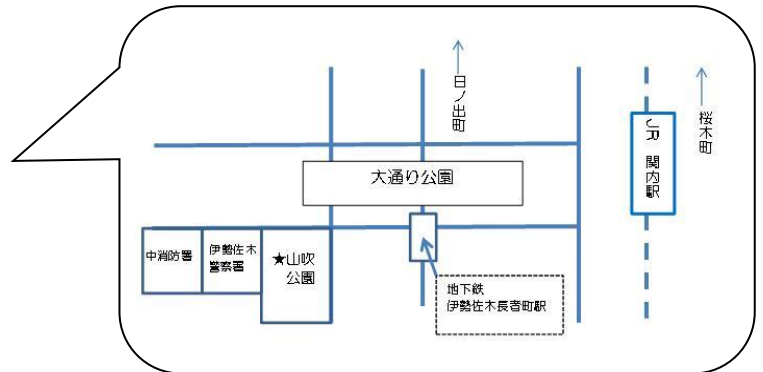 日ノ出町
桜木町
JR 関内駅
大通り公園
中消防署
伊勢佐木
警察署
★山吹
公園
地下鉄
伊勢佐木長者町駅